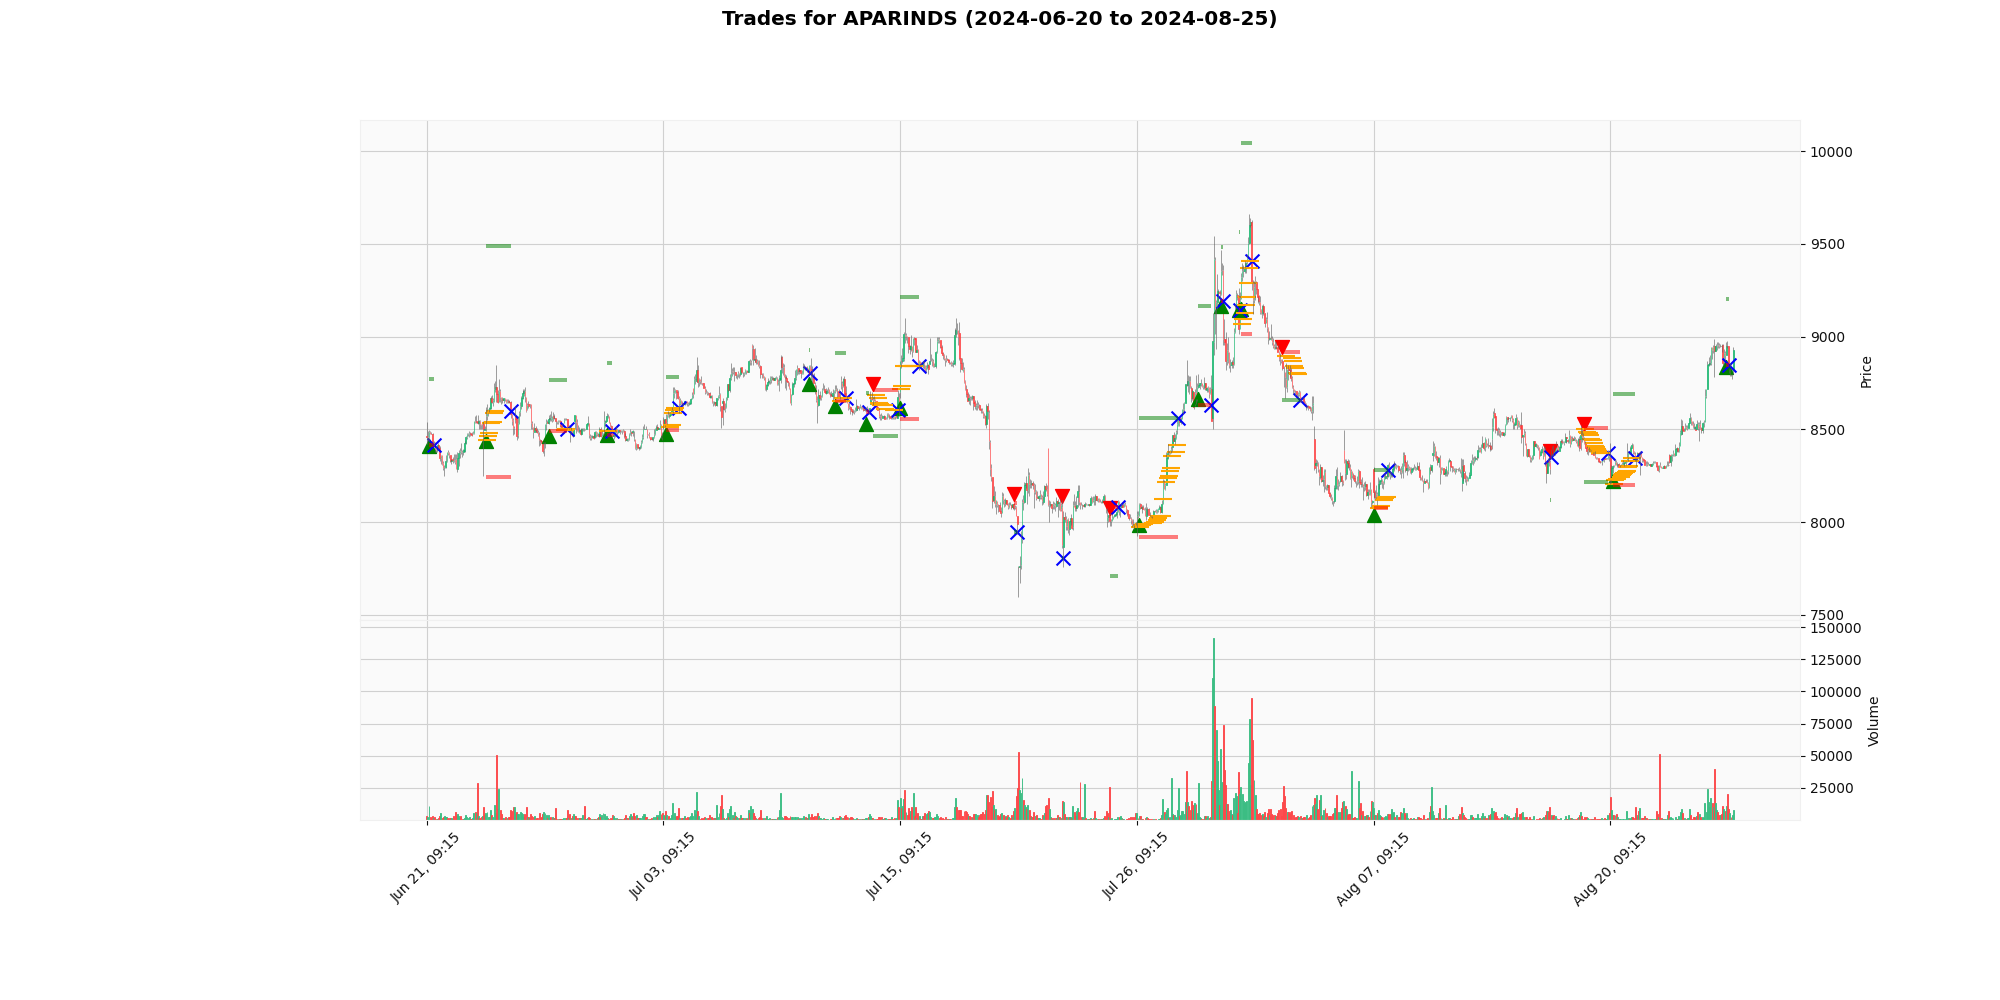 Trades for APARINDS (2024-06-20 to 2024-08-25)
10000
9500
9000
8500
8000
7500
Price
150000
125000
100000
75000
50000
25000
Volume
Jun 21, 09:15
Jul 03, 09:15
Jul 15, 09:15
Jul 26, 09:15
Aug 07, 09:15
Aug 20, 09:15